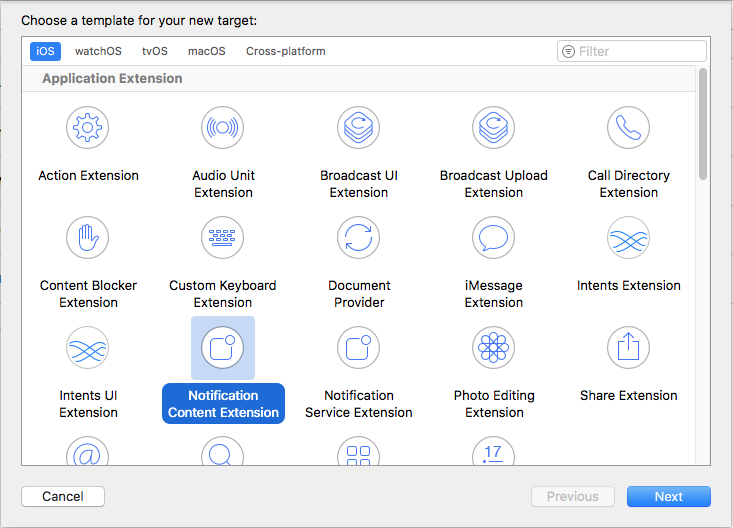 Choose a template for your new target:
iOS watchOS tvOS macOS Cross-platform Filter
Application Extension
Action Extension
Audio Unit
Extension
Broadcast UI
Extension
Broadcast Upload
Extension
Call Directory
Extension
Content Blocker
Extension
Custom Keyboard
Extension
Document
Provider
iMessage
Extension
Intents Extension
Intents UI
Extension
Notification
Content Extension
Notification
Service Extension
Photo Editing
Extension
Share Extension
@
17
Cancel Previous Next